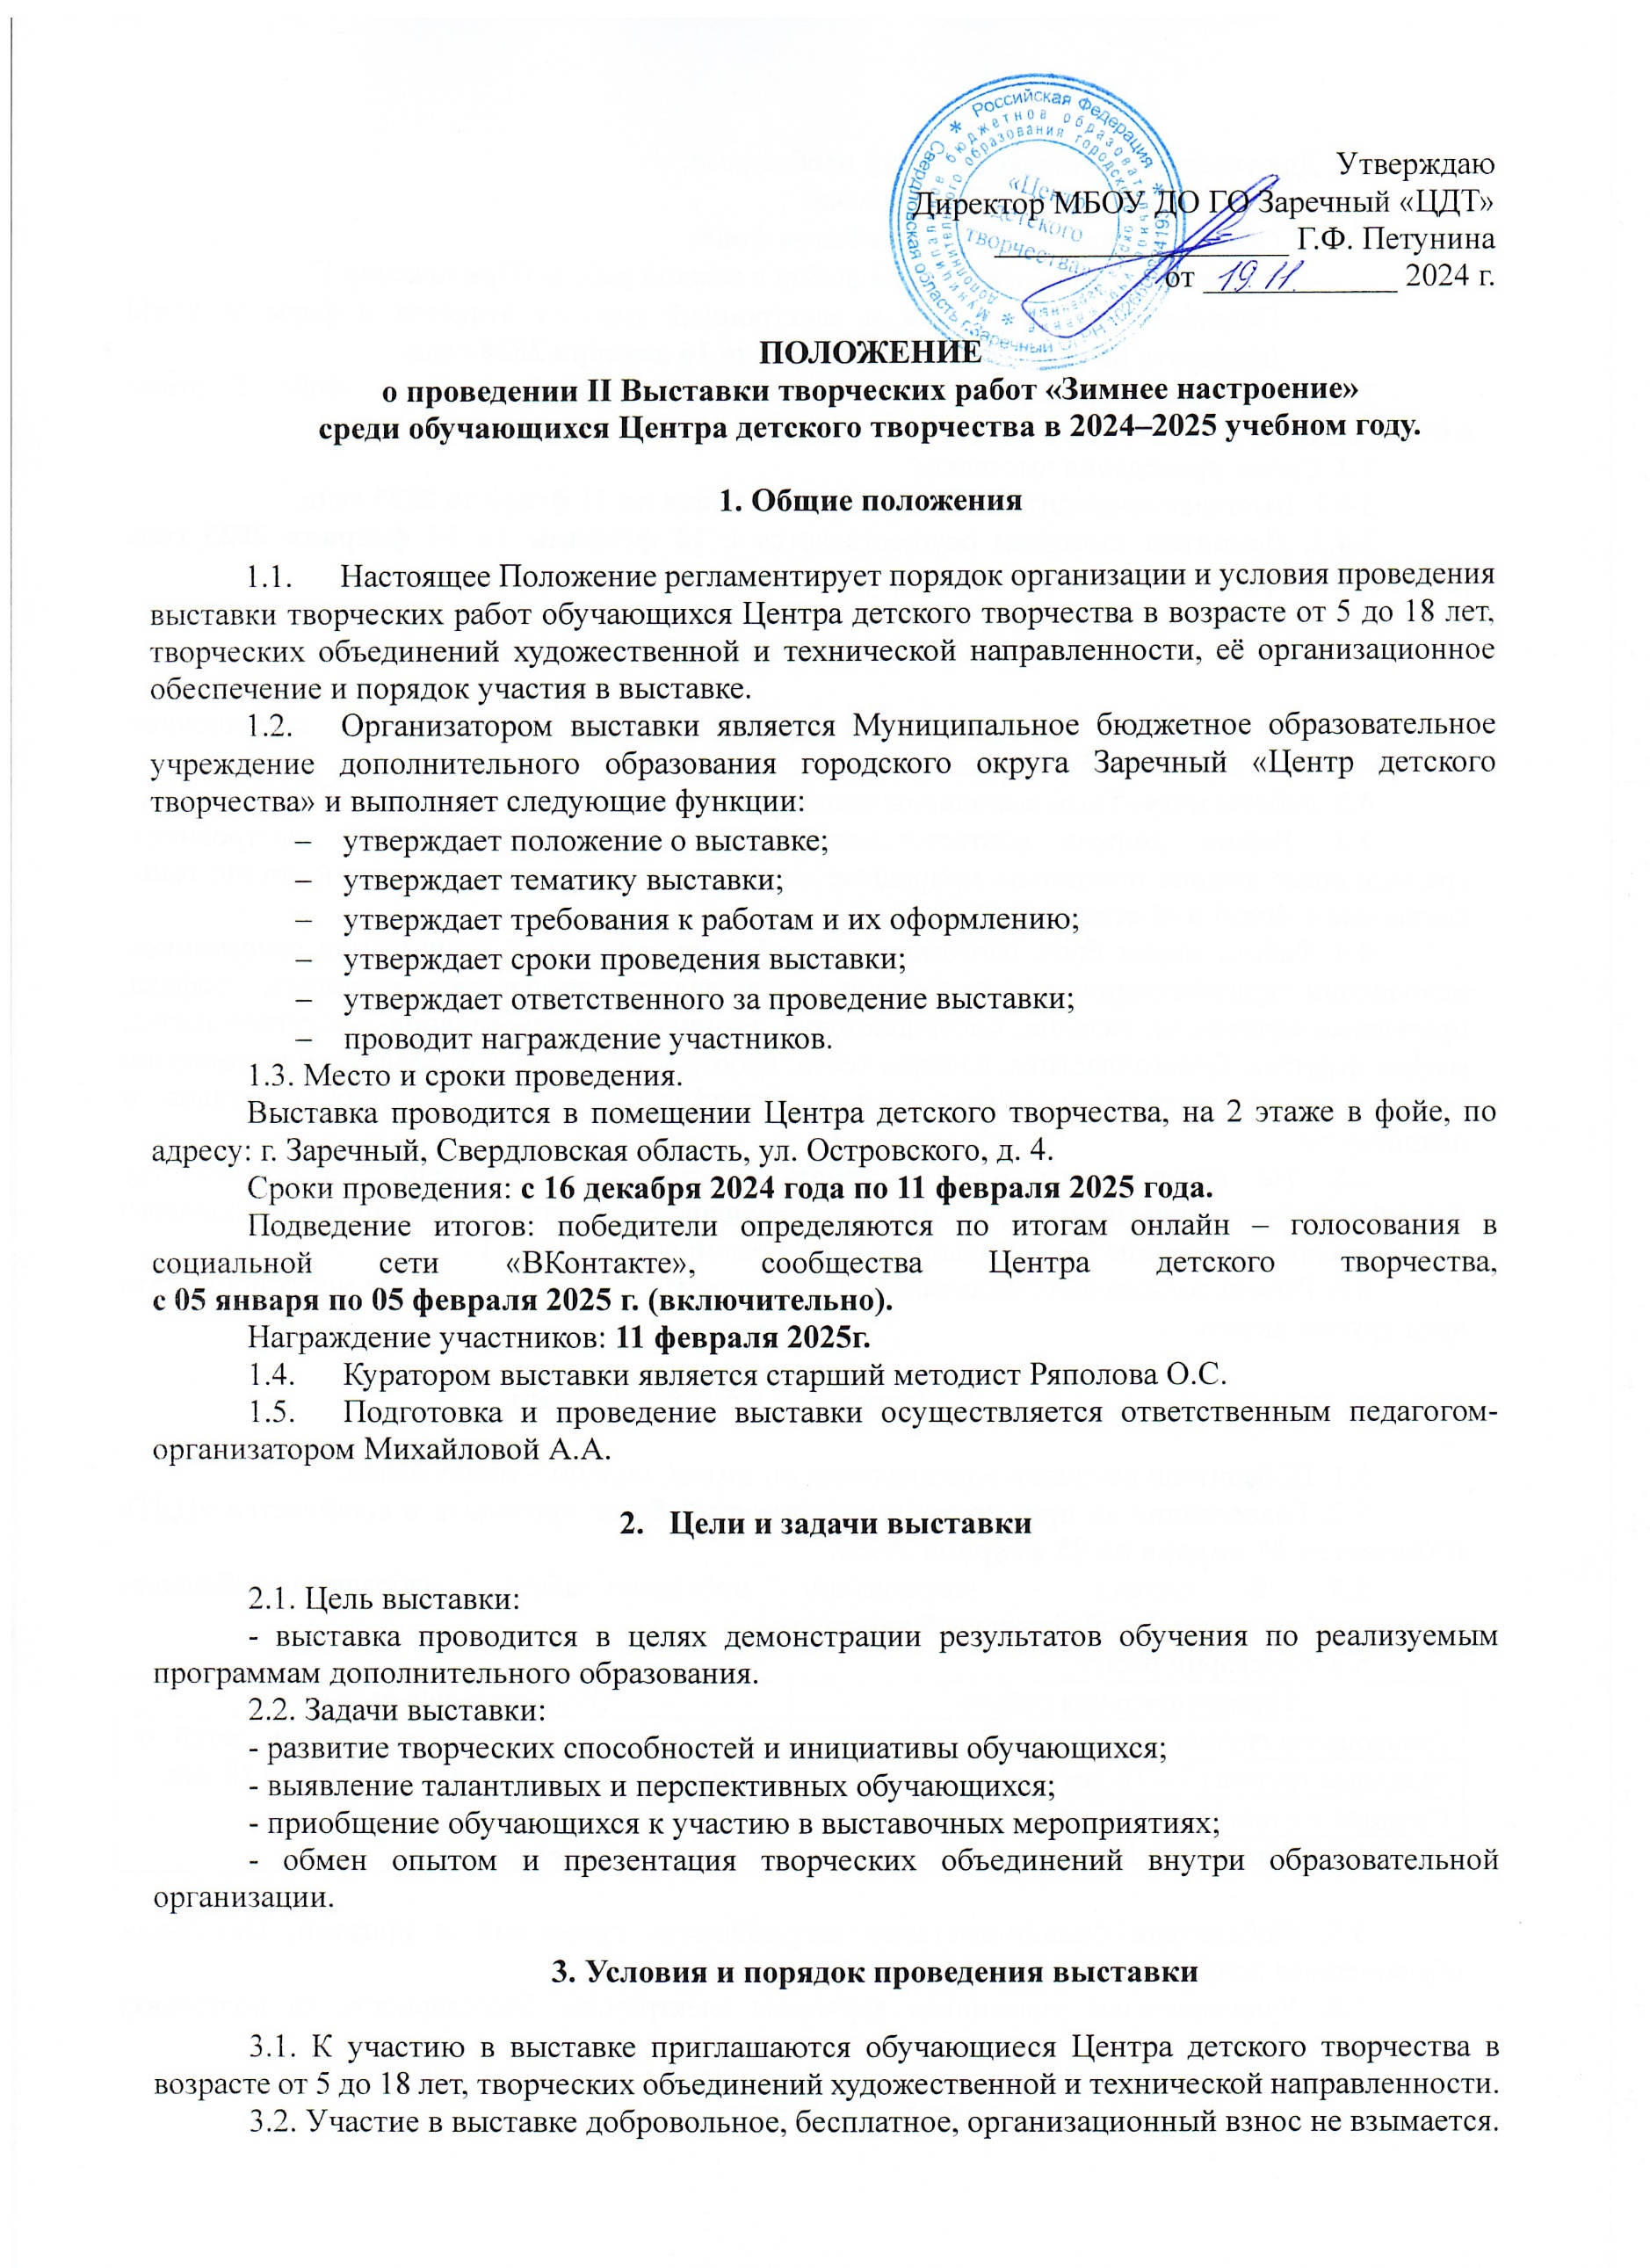 Российская Федерация
Свердловская область г.Заречный
«Центр
детского
творчества»
Утверждаю
Директор МБОУ ДО ГО Заречный «ЦДТ»
Г.Ф. Петунина
от 19.11. 2024 г.
ПОЛОЖЕНИЕ
о проведении II Выставки творческих работ «Зимнее настроение»
среди обучающихся Центра детского творчества в 2024–2025 учебном году.
1. Общие положения
1.1. Настоящее Положение регламентирует порядок организации и условия проведения
выставки творческих работ обучающихся Центра детского творчества в возрасте от 5 до 18 лет,
творческих объединений художественной и технической направленности, её организационное
обеспечение и порядок участия в выставке.
1.2. Организатором выставки является Муниципальное бюджетное образовательное
учреждение дополнительного образования городского округа Заречный «Центр детского
творчества» и выполняет следующие функции:
– утверждает положение о выставке;
– утверждает тематику выставки;
– утверждает требования к работам и их оформлению;
– утверждает сроки проведения выставки;
– утверждает ответственного за проведение выставки;
– проводит награждение участников.
1.3. Место и сроки проведения.
Выставка проводится в помещении Центра детского творчества, на 2 этаже в фойе, по
адресу: г. Заречный, Свердловская область, ул. Островского, д. 4.
Сроки проведения: с 16 декабря 2024 года по 11 февраля 2025 года.
Подведение итогов: победители определяются по итогам онлайн – голосования в
социальной сети «ВКонтакте», сообщества Центра детского творчества,
с 05 января по 05 февраля 2025 г. (включительно).
Награждение участников: 11 февраля 2025г.
1.4. Куратором выставки является старший методист Ряполова О.С.
1.5. Подготовка и проведение выставки осуществляется ответственным педагогом-
организатором Михайловой А.А.
2. Цели и задачи выставки
2.1. Цель выставки:
- выставка проводится в целях демонстрации результатов обучения по реализуемым
программам дополнительного образования.
2.2. Задачи выставки:
- развитие творческих способностей и инициативы обучающихся;
- выявление талантливых и перспективных обучающихся;
- приобщение обучающихся к участию в выставочных мероприятиях;
- обмен опытом и презентация творческих объединений внутри образовательной
организации.
3. Условия и порядок проведения выставки
3.1. К участию в выставке приглашаются обучающиеся Центра детского творчества в
возрасте от 5 до 18 лет, творческих объединений художественной и технической направленности.
3.2. Участие в выставке добровольное, бесплатное, организационный взнос не взымается.